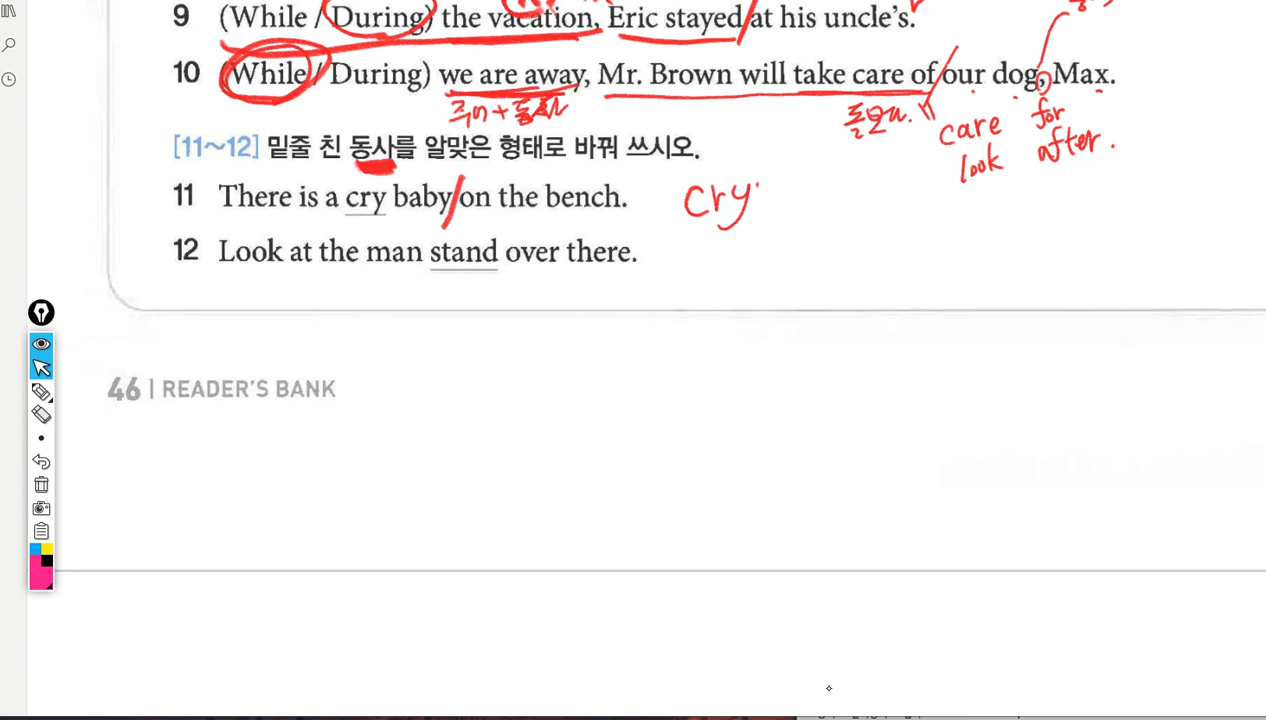 9 (While / During) the vacation, Eric stayed at his uncle's.
10 (While / During) we are away, Mr. Brown will take care of our dog, Max.
주어 + 동사
돌보다. "
care for
look after.
[11~12] 밑줄 친 동사를 알맞은 형태로 바꿔 쓰시오.
11 There is a cry baby on the bench. cry
12 Look at the man stand over there.
46 | READER'S BANK